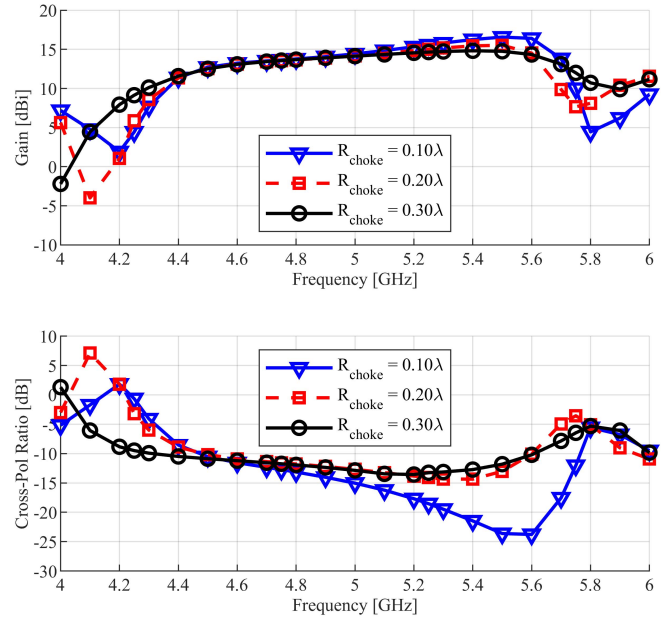 20
15
10
5
0
-5
-10
Gain [dBi]
R_choke = 0.10λ
R_choke = 0.20λ
R_choke = 0.30λ
4 4.2 4.4 4.6 4.8 5 5.2 5.4 5.6 5.8 6
Frequency [GHz]
10
5
0
-5
-10
-15
-20
-25
-30
Cross-Pol Ratio [dB]
R_choke = 0.10λ
R_choke = 0.20λ
R_choke = 0.30λ
4 4.2 4.4 4.6 4.8 5 5.2 5.4 5.6 5.8 6
Frequency [GHz]